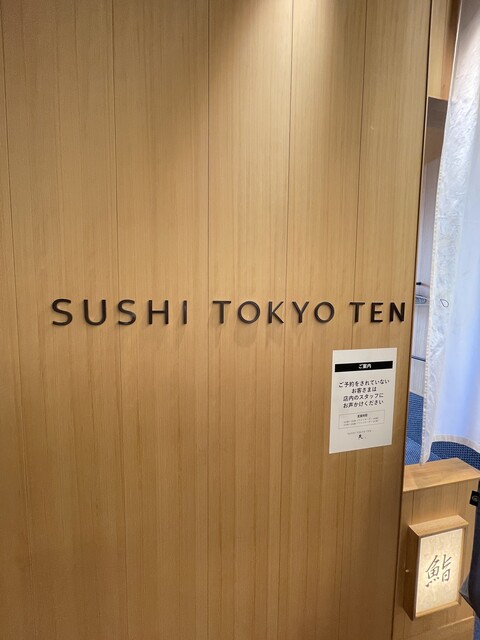 SUSHI TOKYO TEN
ご案内
ご予約をされていない
お客さまは
店内のスタッフに
お声かけください
鮨